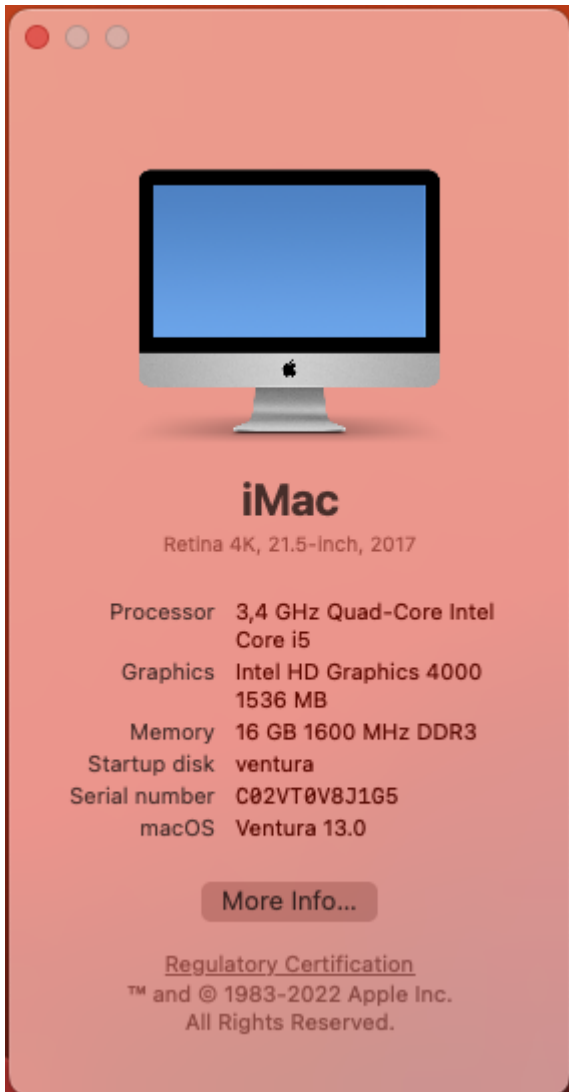 iMac
Retina 4K, 21.5-inch, 2017
Processor 3,4 GHz Quad-Core Intel
Core i5
Graphics Intel HD Graphics 4000
1536 MB
Memory 16 GB 1600 MHz DDR3
Startup disk ventura
Serial number C02VT0V8J1G5
macOS Ventura 13.0
More Info...
Regulatory Certification
™ and © 1983-2022 Apple Inc.
All Rights Reserved.